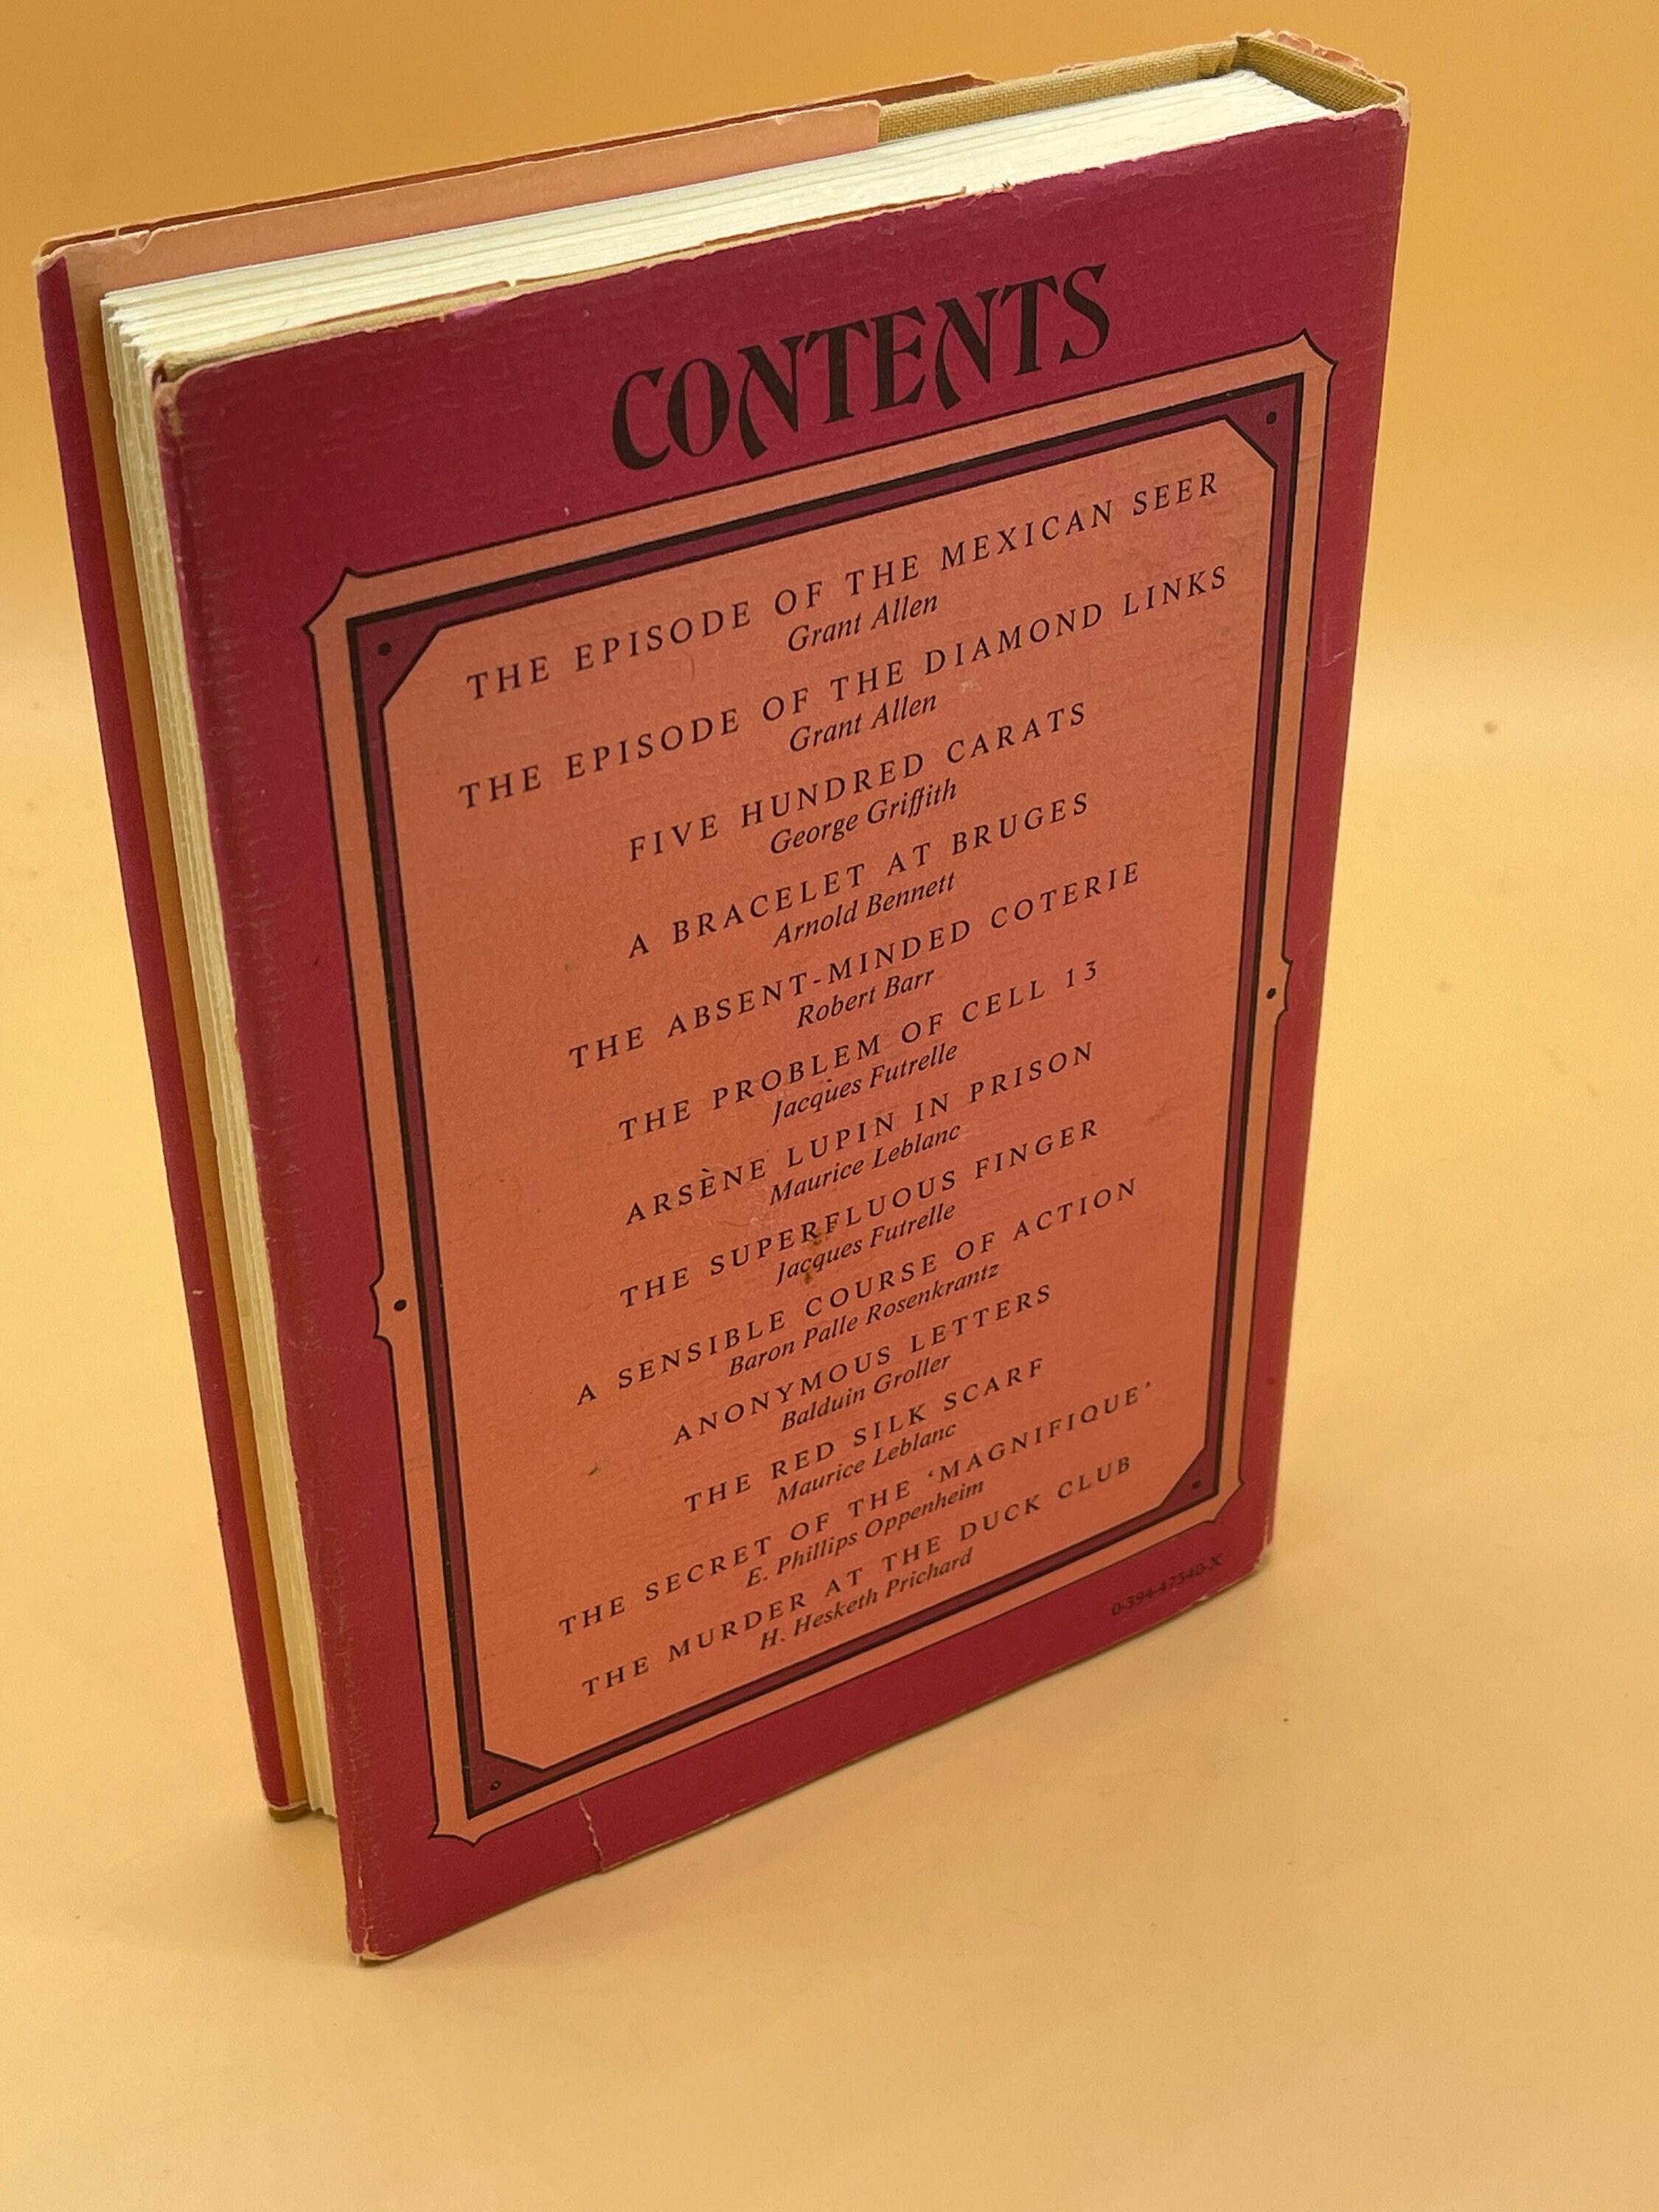 CONTENTS
THE EPISODE OF THE MEXICAN SEER
Grant Allen
THE EPISODE OF THE DIAMOND LINKS
Grant Allen
FIVE HUNDRED CARATS
George Griffith
A BRACELET AT BRUGES
Arnold Bennett
THE ABSENT-MINDED COTERIE
Robert Barr
THE PROBLEM OF CELL 13
Jacques Futrelle
ARSÈNE LUPIN IN PRISON
Maurice Leblanc
THE SUPERFLUOUS FINGER
Jacques Futrelle
A SENSIBLE COURSE OF ACTION
Baron Palle Rosenkrantz
ANONYMOUS LETTERS
Balduin Groller
THE RED SILK SCARF
Maurice Leblanc
THE SECRET OF THE ‘MAGNIFIQUE’
E. Phillips Oppenheim
THE MURDER AT THE DUCK CLUB
H. Hesketh Prichard
0-394-47340-X